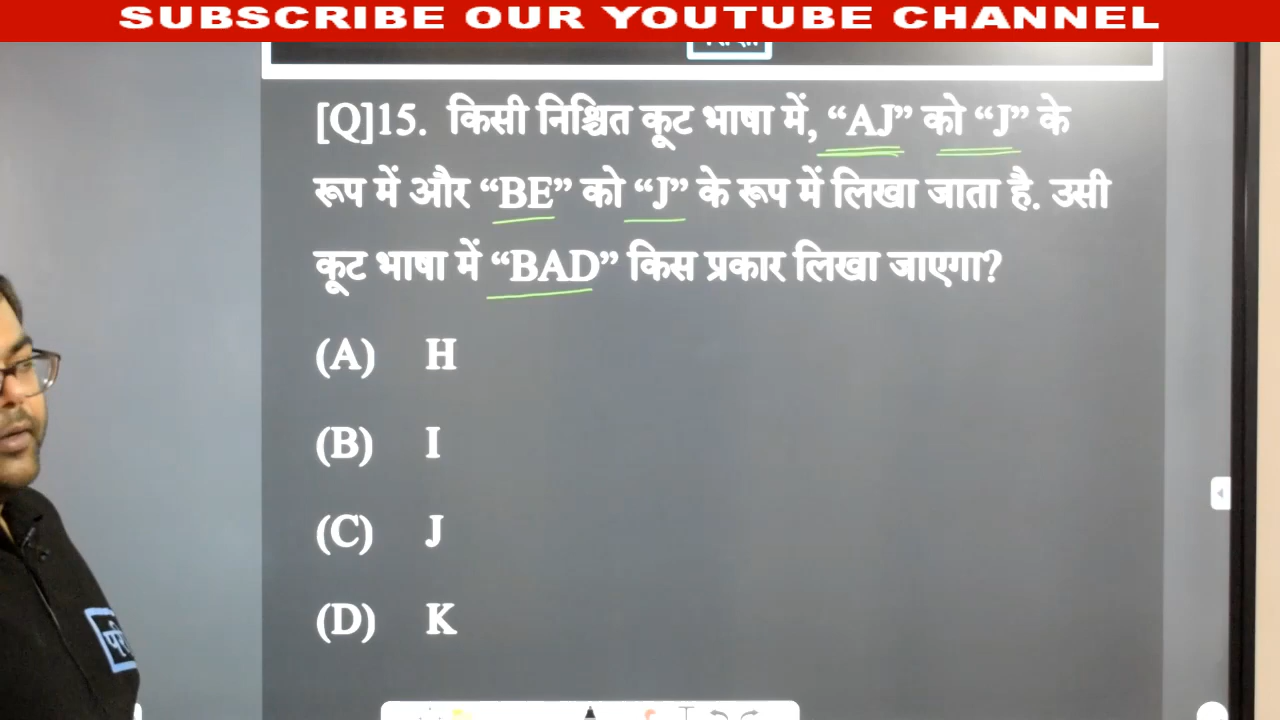 SUBSCRIBE OUR YOUTUBE CHANNEL
[Q]15. किसी निश्चित कूट भाषा में, “AJ” को “J” के
रूप में और “BE” को “J” के रूप में लिखा जाता है. उसी
कूट भाषा में “BAD” किस प्रकार लिखा जाएगा?
(A) H
(B) I
(C) J
(D) K